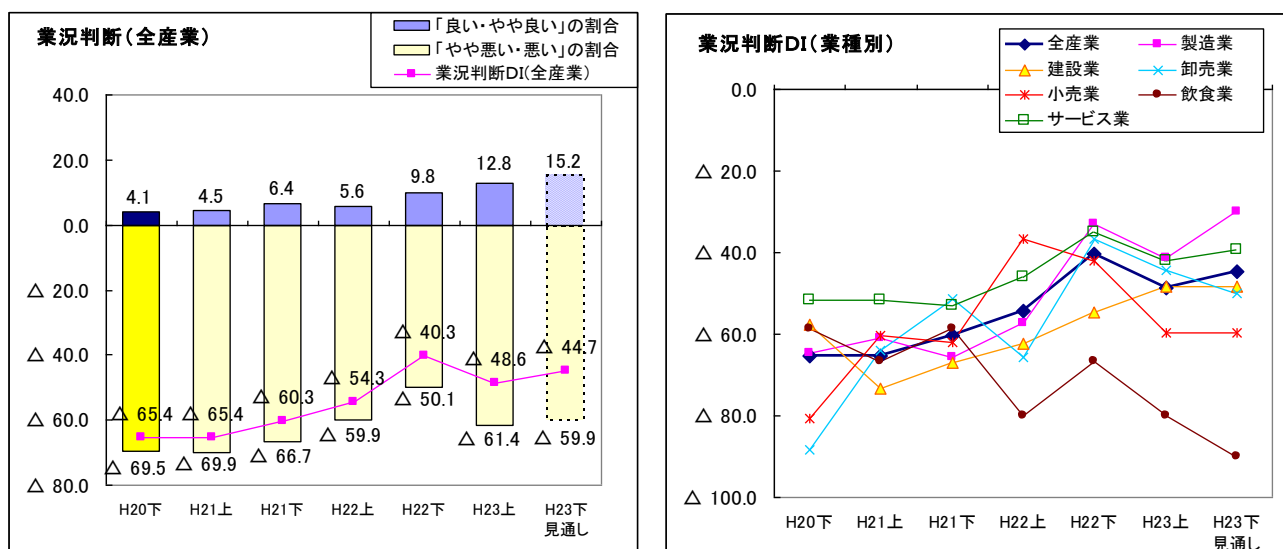 業況判断(全産業)
「良い・やや良い」の割合
「やや悪い・悪い」の割合
業況判断DI(全産業)
40.0
20.0
0.0
△ 20.0
△ 40.0
△ 60.0
△ 80.0
4.1
4.5
6.4
5.6
9.8
12.8
15.2
△ 65.4
△ 65.4
△ 60.3
△ 54.3
△ 40.3
△ 48.6
△ 44.7
△ 69.5
△ 69.9
△ 66.7
△ 59.9
△ 50.1
△ 61.4
△ 59.9
H20下
H21上
H21下
H22上
H22下
H23上
H23下
見通し
業況判断DI(業種別)
全産業
製造業
建設業
卸売業
小売業
飲食業
サービス業
0.0
△ 20.0
△ 40.0
△ 60.0
△ 80.0
△ 100.0
H20下
H21上
H21下
H22上
H22下
H23上
H23下
見通し